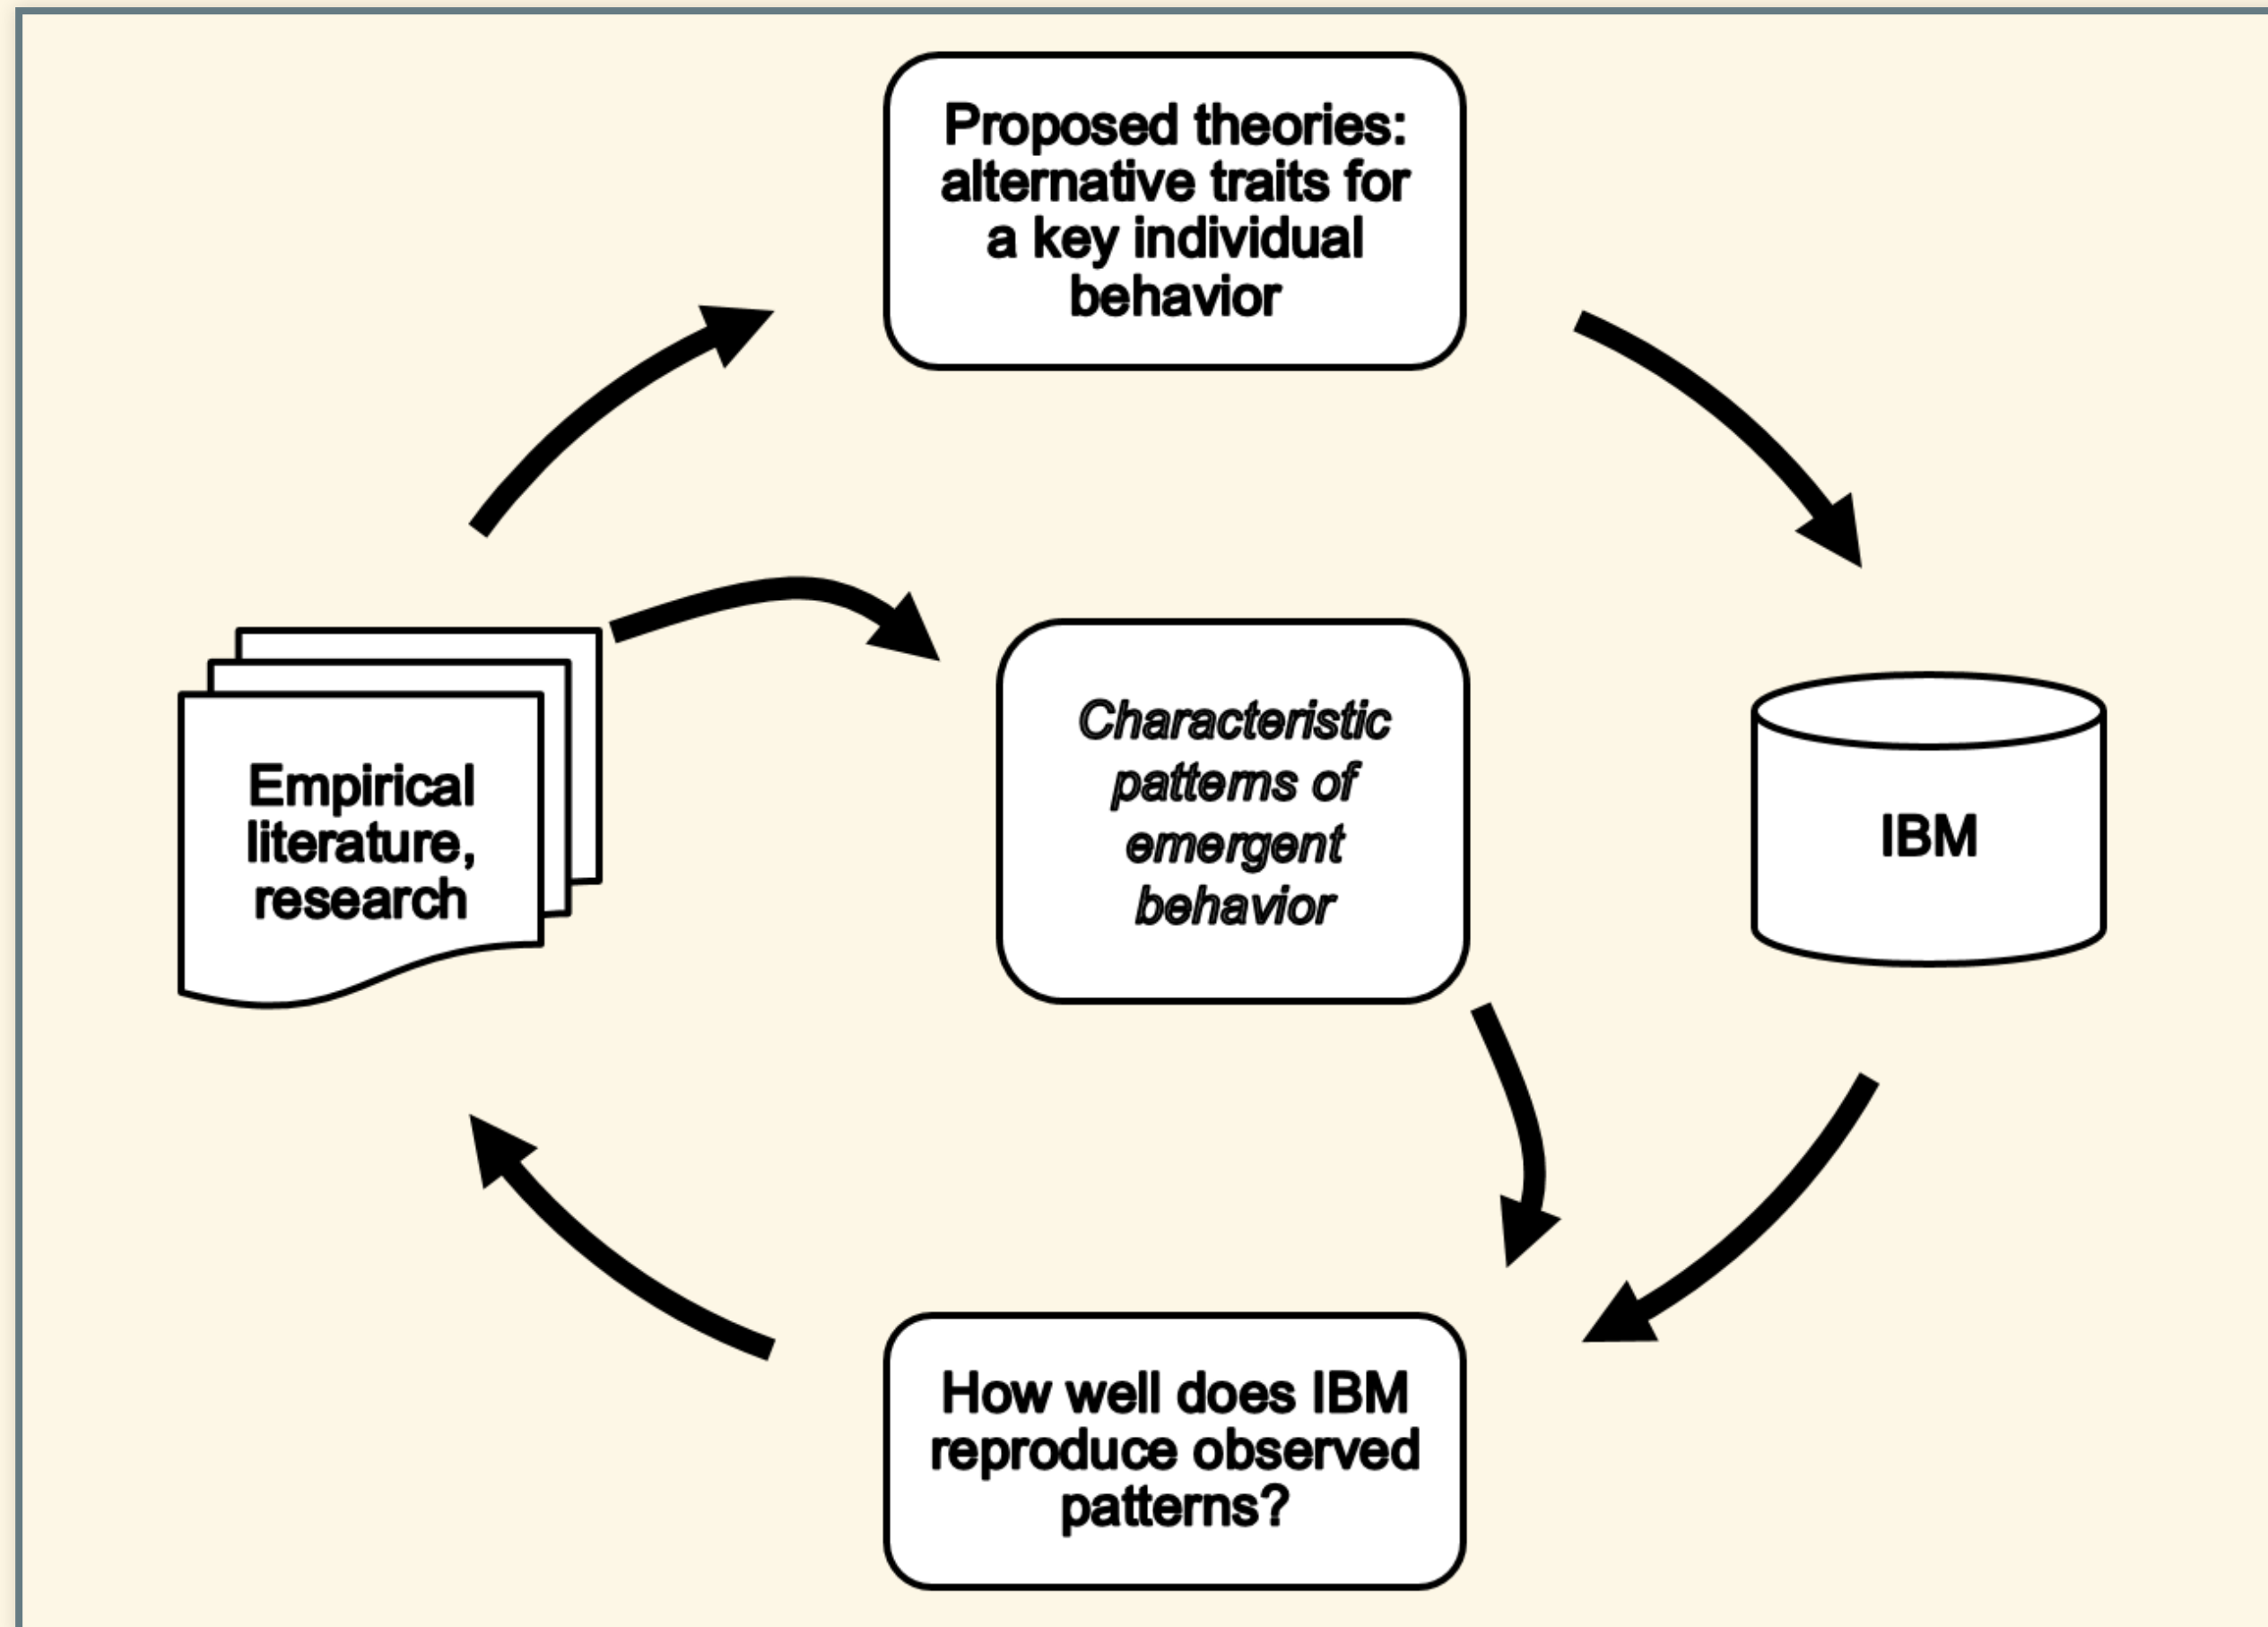 Proposed theories:
alternative traits for
a key individual
behavior
Empirical
literature,
research
Characteristic
patterns of
emergent
behavior
IBM
How well does IBM
reproduce observed
patterns?